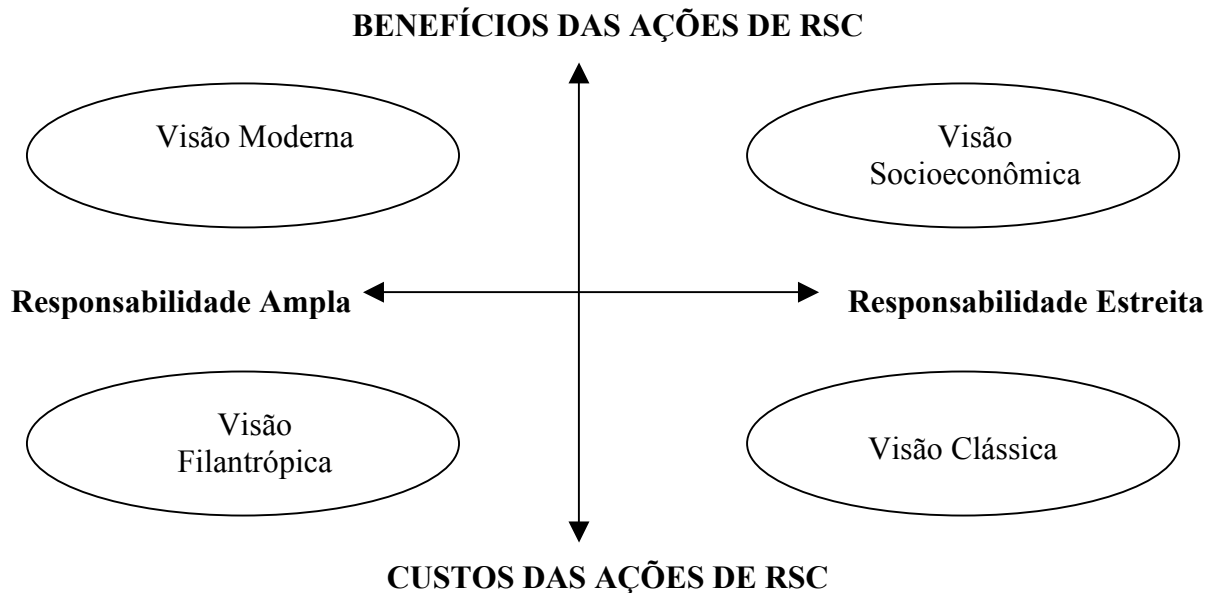 BENEFÍCIOS DAS AÇÕES DE RSC
Visão Moderna
Visão
Socioeconômica
Responsabilidade Ampla
Responsabilidade Estreita
Visão
Filantrópica
Visão Clássica
CUSTOS DAS AÇÕES DE RSC